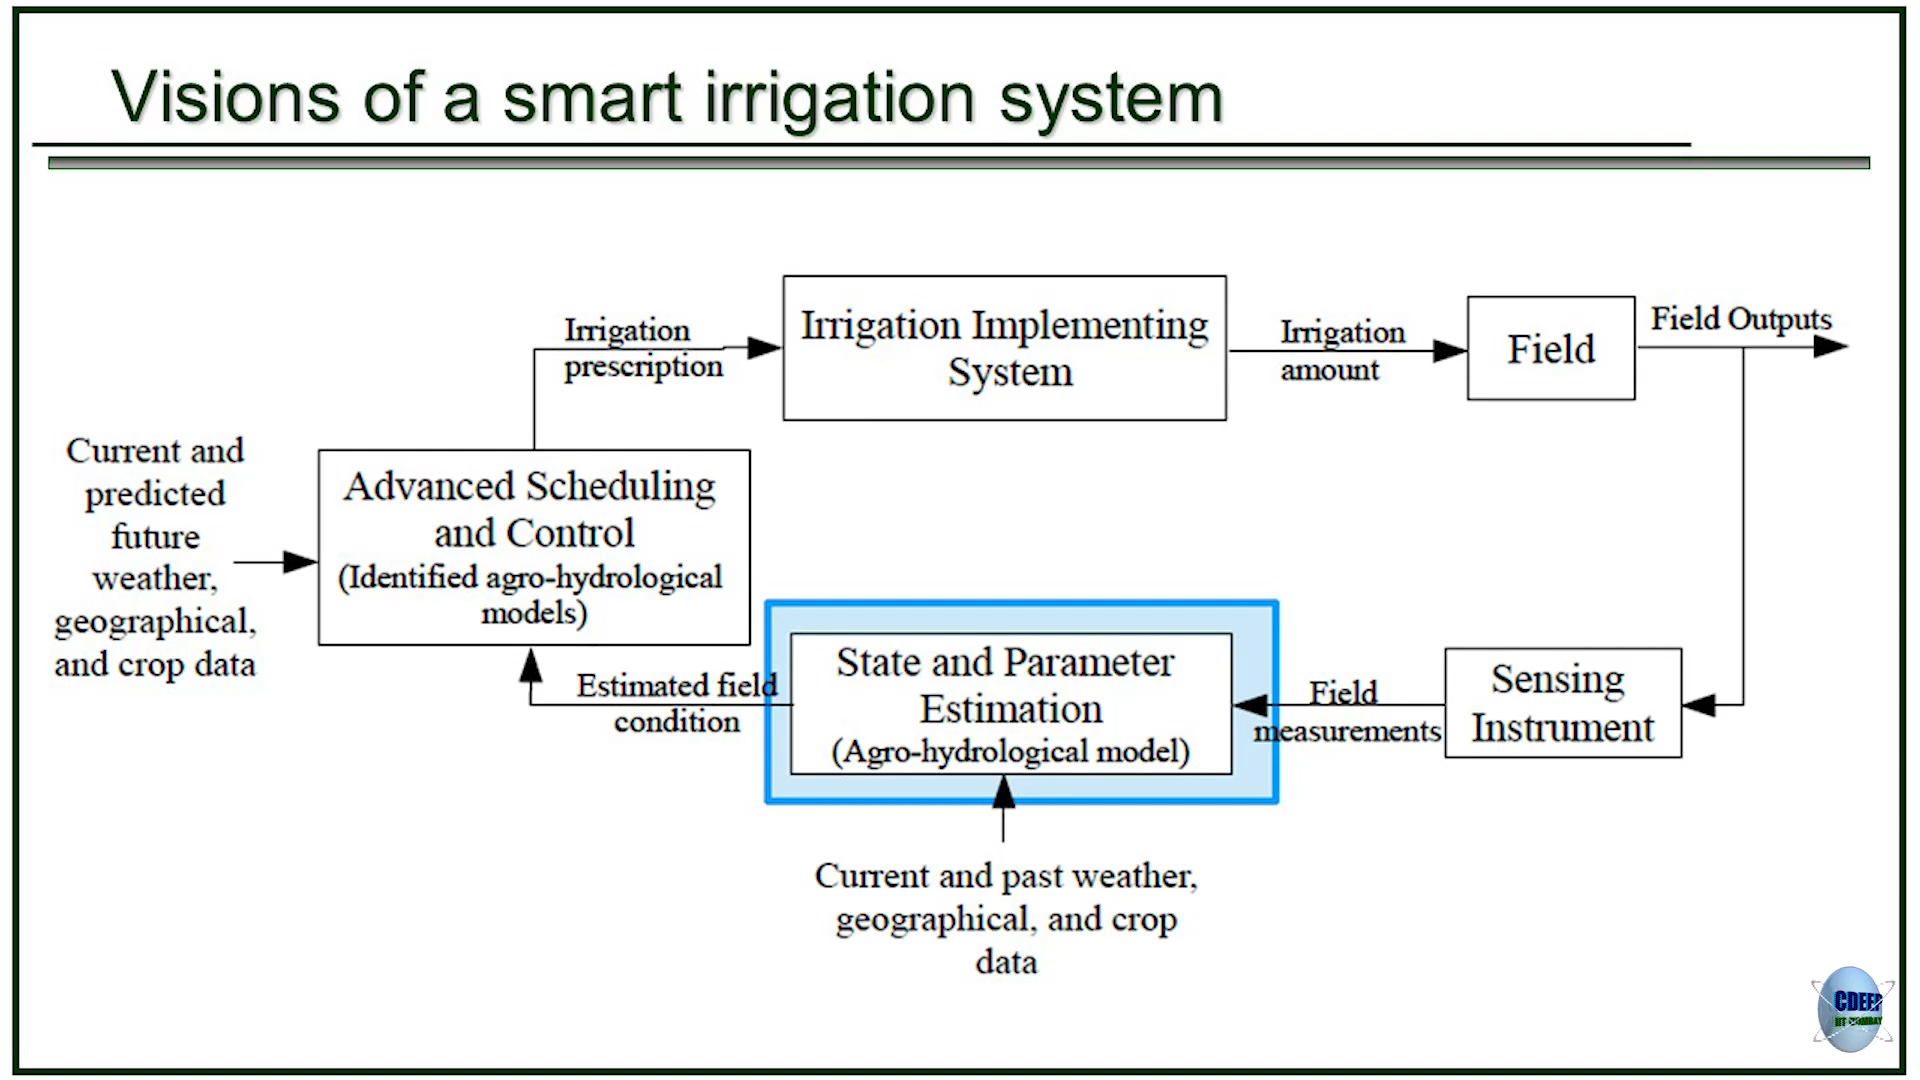 Visions of a smart irrigation system
Irrigation
prescription
Irrigation Implementing
System
Irrigation
amount
Field
Field Outputs
Current and
predicted
future
weather,
geographical,
and crop data
Advanced Scheduling
and Control
(Identified agro-hydrological
models)
Estimated field
condition
State and Parameter
Estimation
(Agro-hydrological model)
Field
measurements
Sensing
Instrument
Current and past weather,
geographical, and crop
data
CDEEP
IIT BOMBAY